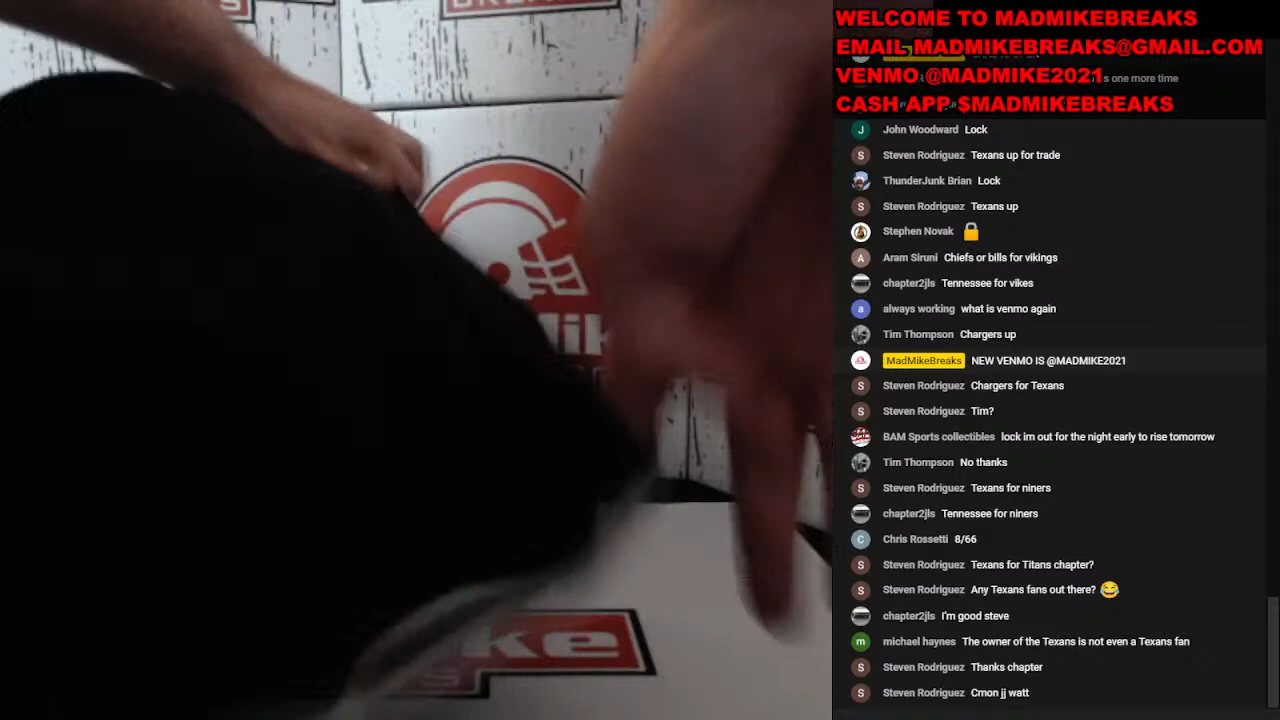 WELCOME TO MADMIKEBREAKS
EMAIL MADMIKEBREAKS@GMAIL.COM
VENMO @MADMIKE2021
s one more time
CASH APP $MADMIKEBREAKS
J John Woodward Lock
S Steven Rodriguez Texans up for trade
ThunderJunk Brian Lock
S Steven Rodriguez Texans up
Stephen Novak 🔒
A Aram Siruni Chiefs or bills for vikings
chapter2jls Tennessee for vikes
a always working what is venmo again
Tim Thompson Chargers up
MadMikeBreaks NEW VENMO IS @MADMIKE2021
S Steven Rodriguez Chargers for Texans
S Steven Rodriguez Tim?
BAM Sports collectibles lock im out for the night early to rise tomorrow
Tim Thompson No thanks
S Steven Rodriguez Texans for niners
chapter2jls Tennessee for niners
C Chris Rossetti 8/66
S Steven Rodriguez Texans for Titans chapter?
S Steven Rodriguez Any Texans fans out there? 😂
chapter2jls I'm good steve
m michael haynes The owner of the Texans is not even a Texans fan
S Steven Rodriguez Thanks chapter
S Steven Rodriguez Cmon jj watt
Mik
ke